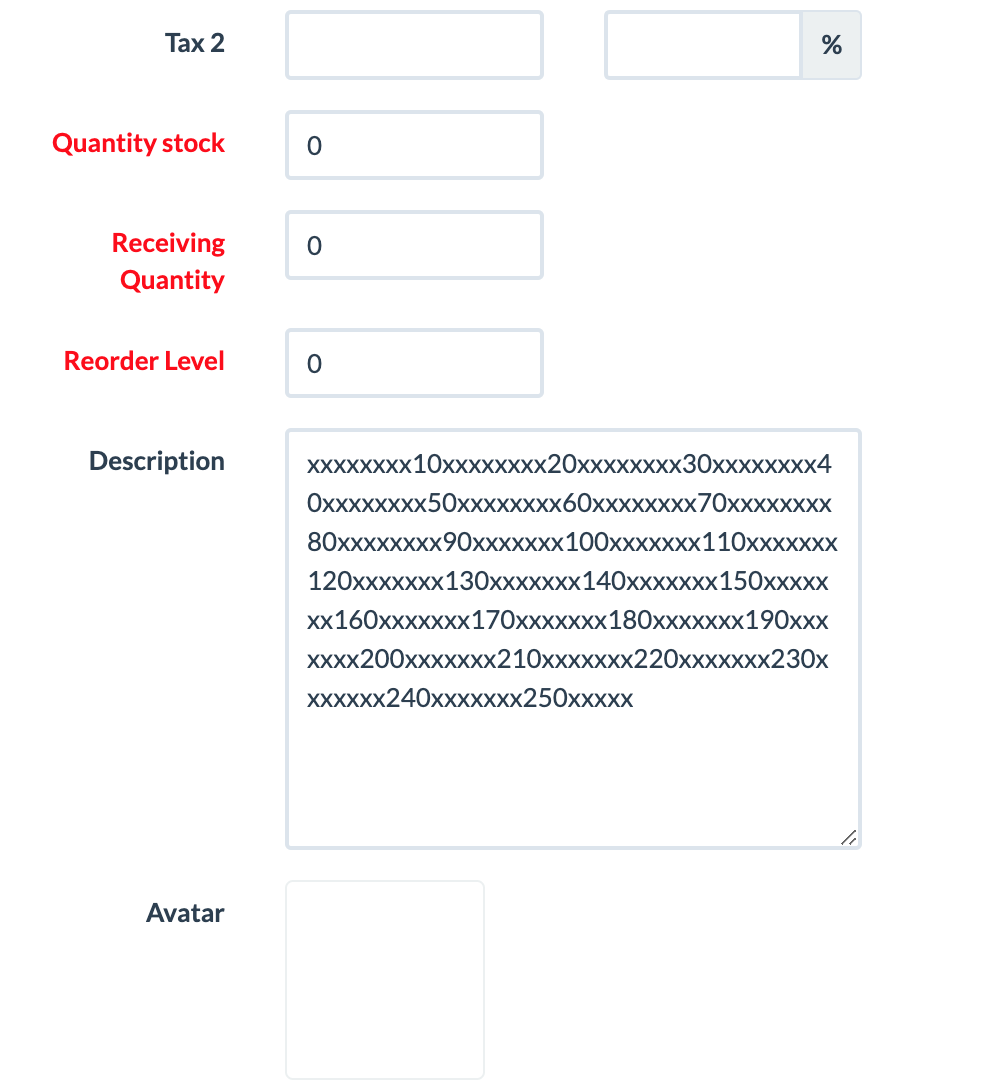 Tax 2
%
Quantity stock
0
Receiving
Quantity
0
Reorder Level
0
Description
xxxxxxxx10xxxxxxxx20xxxxxxxx30xxxxxxxx4
0xxxxxxxx50xxxxxxxx60xxxxxxxx70xxxxxxxx
80xxxxxxxx90xxxxxxx100xxxxxxx110xxxxxxx
120xxxxxxx130xxxxxxx140xxxxxxx150xxxxx
xx160xxxxxxx170xxxxxxx180xxxxxxx190xxx
xxxx200xxxxxxx210xxxxxxx220xxxxxxx230x
xxxxxx240xxxxxxx250xxxxx
Avatar